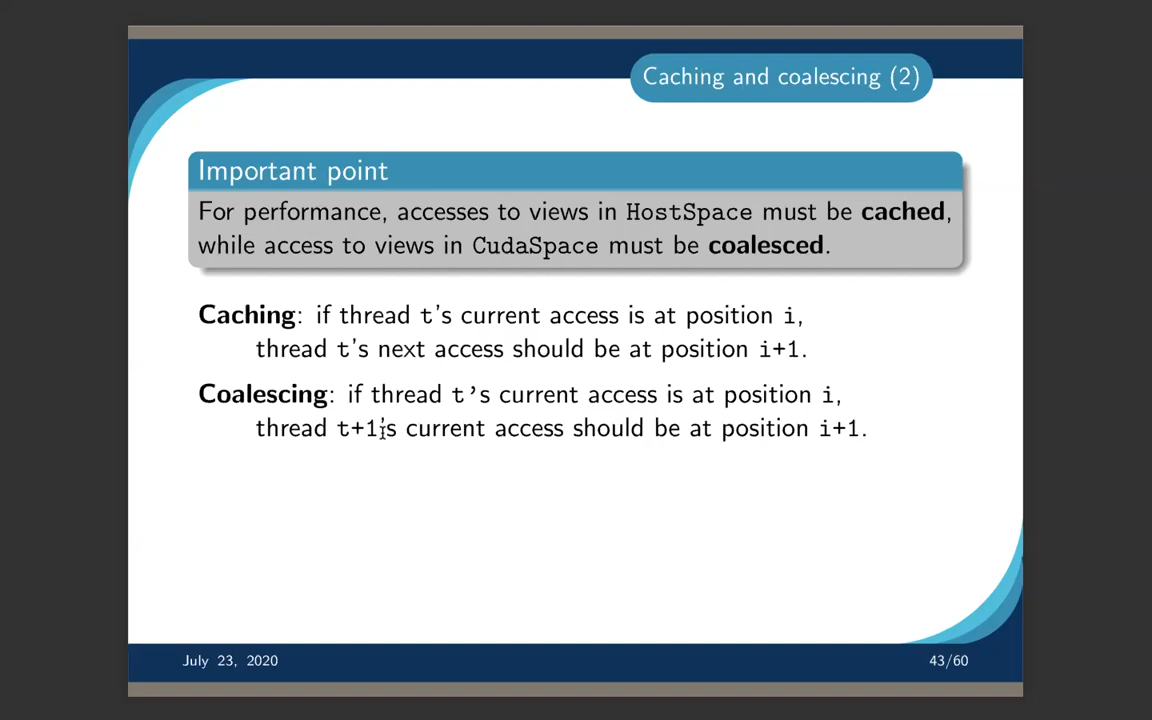 Caching and coalescing (2)
Important point
For performance, accesses to views in HostSpace must be cached,
while access to views in CudaSpace must be coalesced.
Caching: if thread t's current access is at position i,
thread t's next access should be at position i+1.
Coalescing: if thread t's current access is at position i,
thread t+1's current access should be at position i+1.
July 23, 2020
43/60